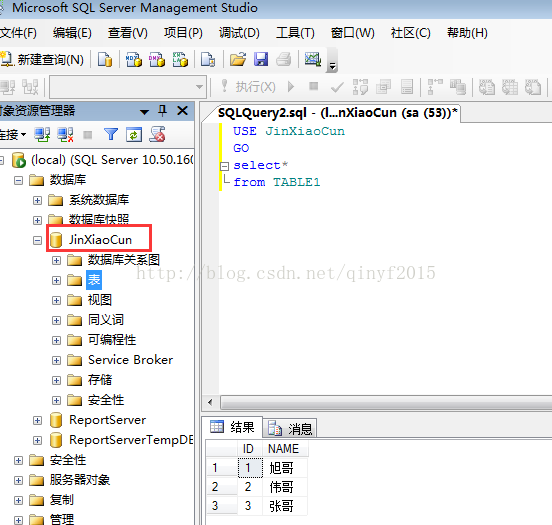 Microsoft SQL Server Management Studio
文件(F) 编辑(E) 查看(V) 项目(P) 调试(D) 工具(T) 窗口(W) 社区(C) 帮助(H)
新建查询(N)
执行(X)
对象资源管理器
连接
SQLQuery2.sql - (l...nXiaoCun (sa (53))*
(local) (SQL Server 10.50.160
数据库
系统数据库
数据库快照
JinXiaoCun
数据库关系图
表
视图
同义词
可编程性
Service Broker
存储
安全性
ReportServer
ReportServerTempDB
安全性
服务器对象
复制
管理
USE JinXiaoCun
GO
select*
from TABLE1
http://blog.csdn.net/qinyf2015
结果 消息
ID NAME
1 1 旭哥
2 2 伟哥
3 3 张哥